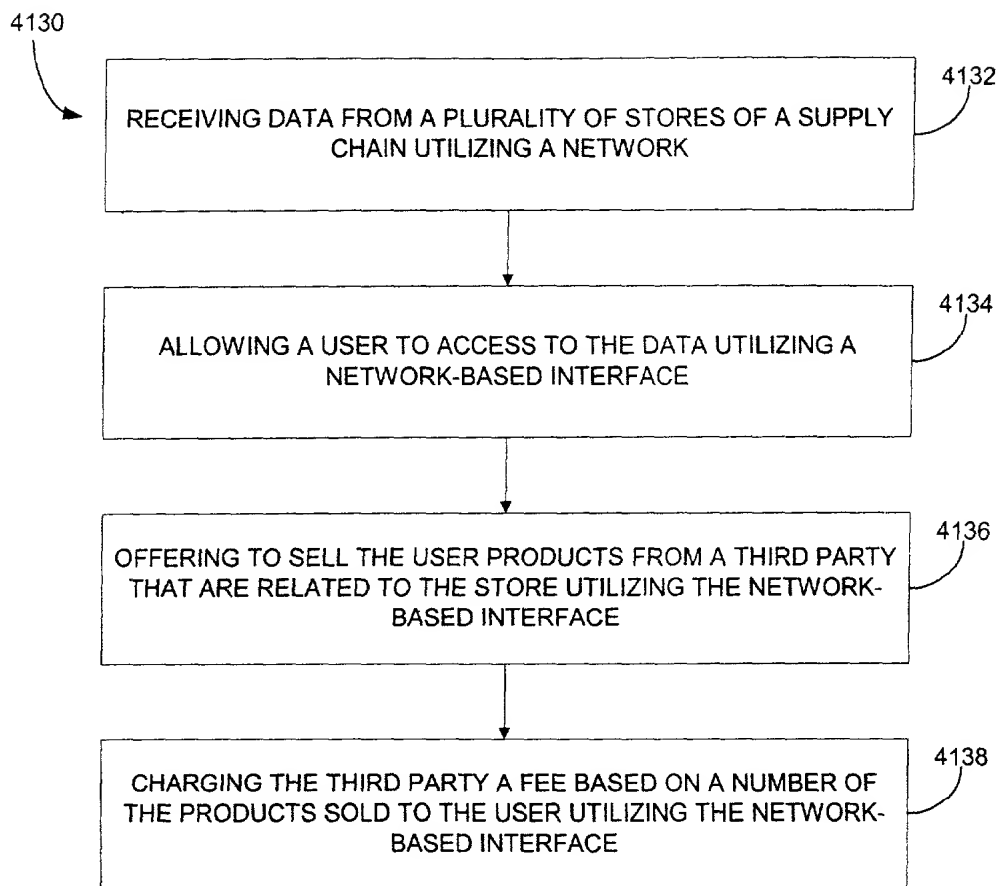 4130
4132
RECEIVING DATA FROM A PLURALITY OF STORES OF A SUPPLY
CHAIN UTILIZING A NETWORK
4134
ALLOWING A USER TO ACCESS TO THE DATA UTILIZING A
NETWORK-BASED INTERFACE
4136
OFFERING TO SELL THE USER PRODUCTS FROM A THIRD PARTY
THAT ARE RELATED TO THE STORE UTILIZING THE NETWORK-
BASED INTERFACE
4138
CHARGING THE THIRD PARTY A FEE BASED ON A NUMBER OF
THE PRODUCTS SOLD TO THE USER UTILIZING THE NETWORK-
BASED INTERFACE